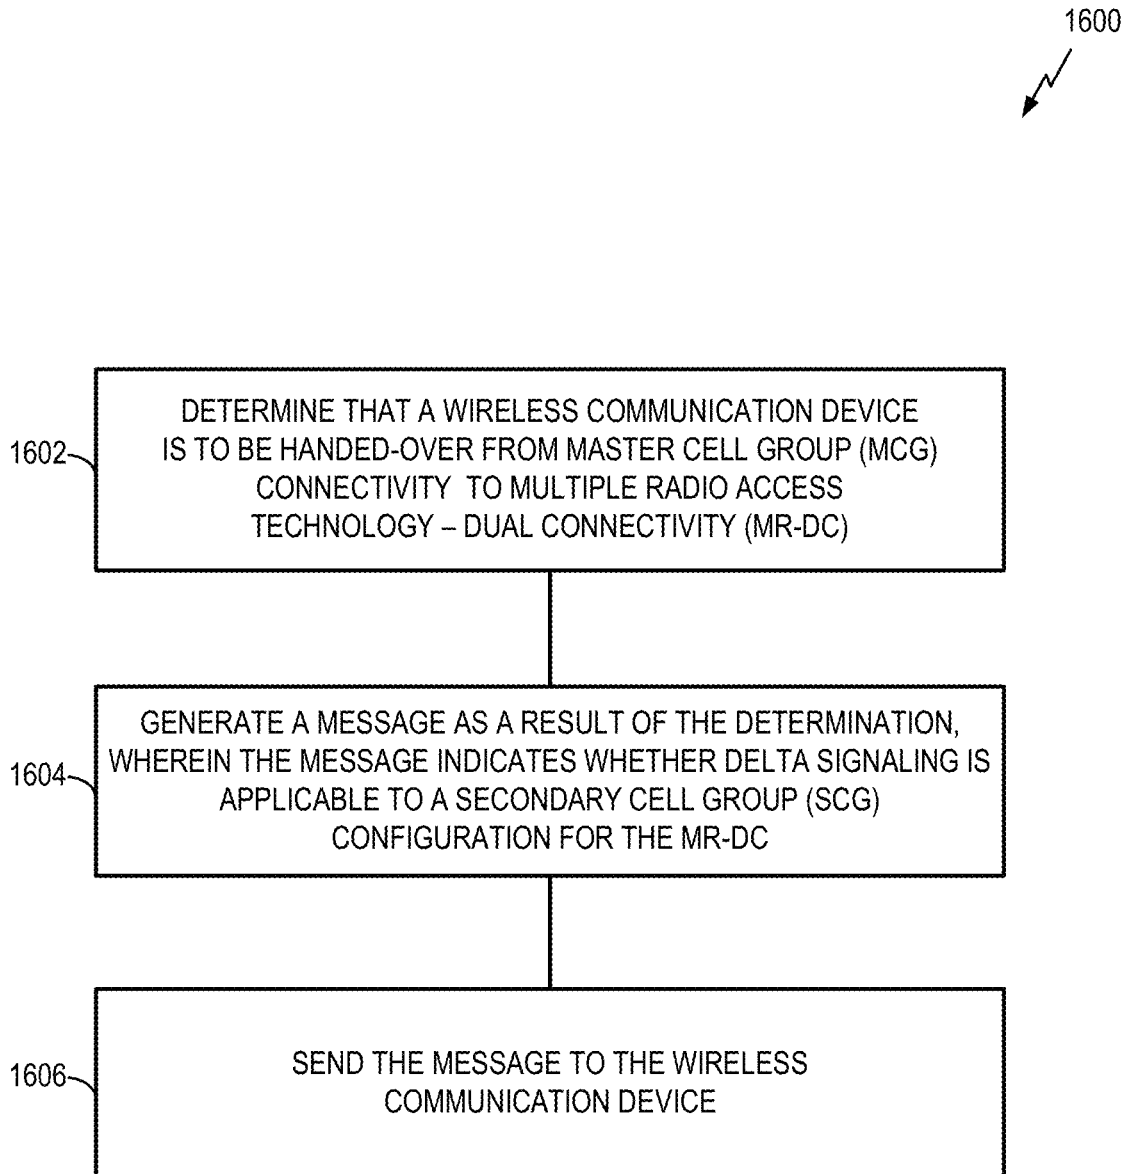 1600
1602
DETERMINE THAT A WIRELESS COMMUNICATION DEVICE
IS TO BE HANDED-OVER FROM MASTER CELL GROUP (MCG)
CONNECTIVITY TO MULTIPLE RADIO ACCESS
TECHNOLOGY – DUAL CONNECTIVITY (MR-DC)
1604
GENERATE A MESSAGE AS A RESULT OF THE DETERMINATION,
WHEREIN THE MESSAGE INDICATES WHETHER DELTA SIGNALING IS
APPLICABLE TO A SECONDARY CELL GROUP (SCG)
CONFIGURATION FOR THE MR-DC
1606
SEND THE MESSAGE TO THE WIRELESS
COMMUNICATION DEVICE